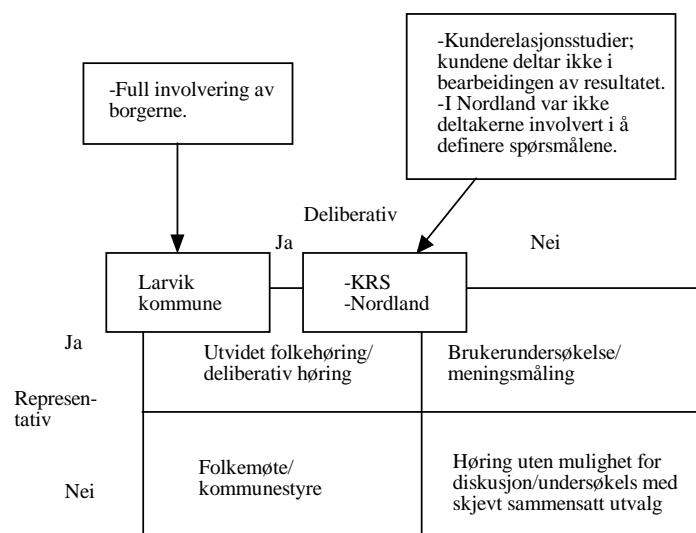 -Kunderelasjonsstudier;
kundene deltar ikke i
bearbeidingen av resultatet.
-I Nordland var ikke
deltakerne involvert i å
definere spørsmålene.
-Full involvering av
borgerne.
Deliberativ
Ja
Nei
Larvik
kommune
-KRS
-Nordland
Ja
Utvidet folkehøring/
deliberativ høring
Brukerundersøkelse/
meningsmåling
Represen-
tativ
Nei
Folkemøte/
kommunestyre
Høring uten mulighet for
diskusjon/undersøkels med
skjevt sammensatt utvalg